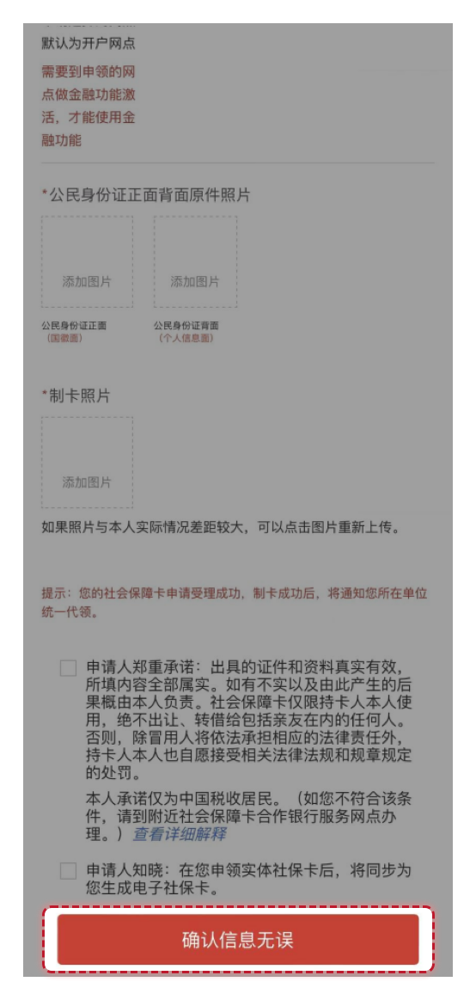 默认为开户网点
需要到申领的网
点做金融功能激
活，才能使用金
融功能
*公民身份证正面背面原件照片
添加图片 添加图片
公民身份证正面 公民身份证背面
（国徽面） （个人信息面）
*制卡照片
添加图片
如果照片与本人实际情况差距较大，可以点击图片重新上传。
提示：您的社会保障卡申请受理成功，制卡成功后，将通知您所在单位
统一代领。
申请人郑重承诺：出具的证件和资料真实有效，
所填内容全部属实。如有不实以及由此产生的后
果概由本人负责。社会保障卡仅限持卡人本人使
用，绝不出让、转借给包括亲友在内的任何人。
否则，除冒用人将依法承担相应的法律责任外，
持卡人本人也自愿接受相关法律法规和规章规定
的处罚。
本人承诺仅为中国税收居民。（如您不符合该条
件，请到附近社会保障卡合作银行服务网点办
理。）查看详细解释
申请人知晓：在您申领实体社保卡后，将同步为
您生成电子社保卡。
确认信息无误